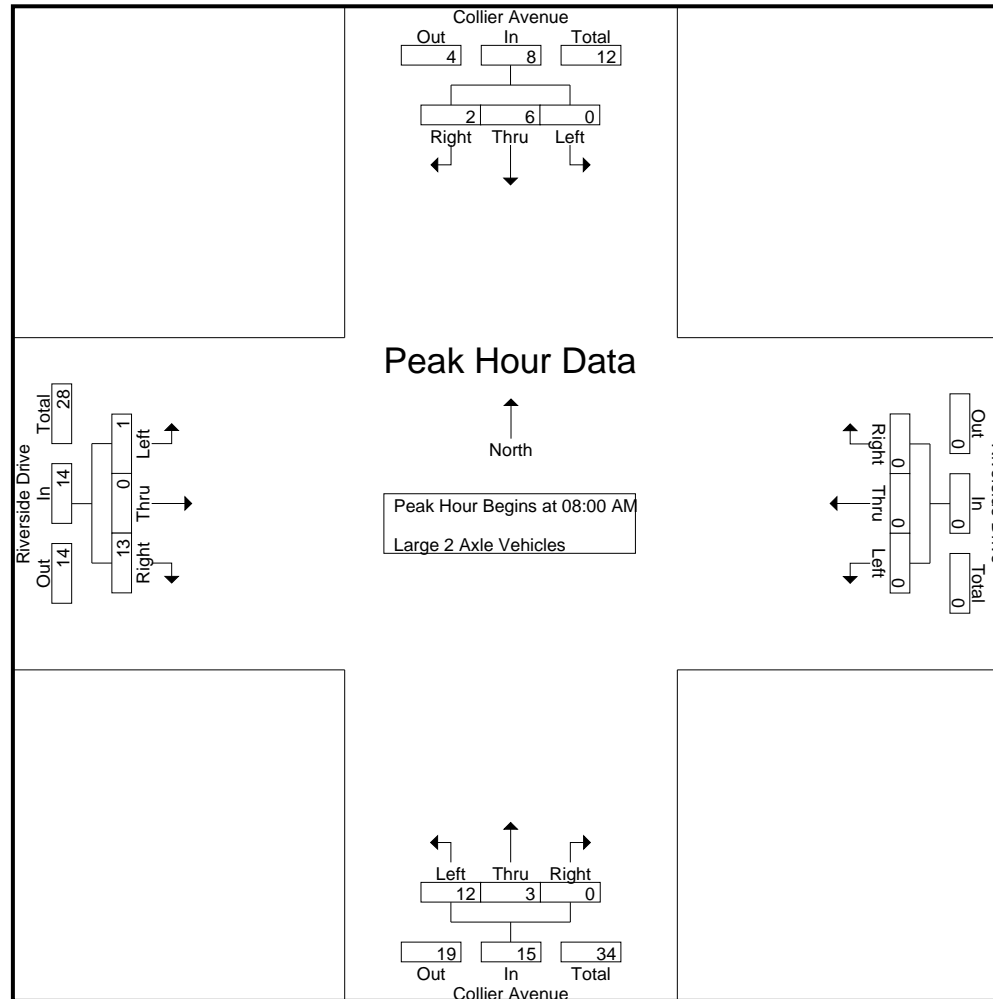 Collier Avenue
Out In Total
4 8 12
2 6 0
Right Thru Left
Peak Hour Data
North
Peak Hour Begins at 08:00 AM
Large 2 Axle Vehicles
Riverside Drive
Out In Total
14 14 28
Left Thru Right
1 0 13
Out In Total
0 0 0
Right Thru Left
0 0 0
Left Thru Right
12 3 0
19 15 34
Out In Total
Collier Avenue